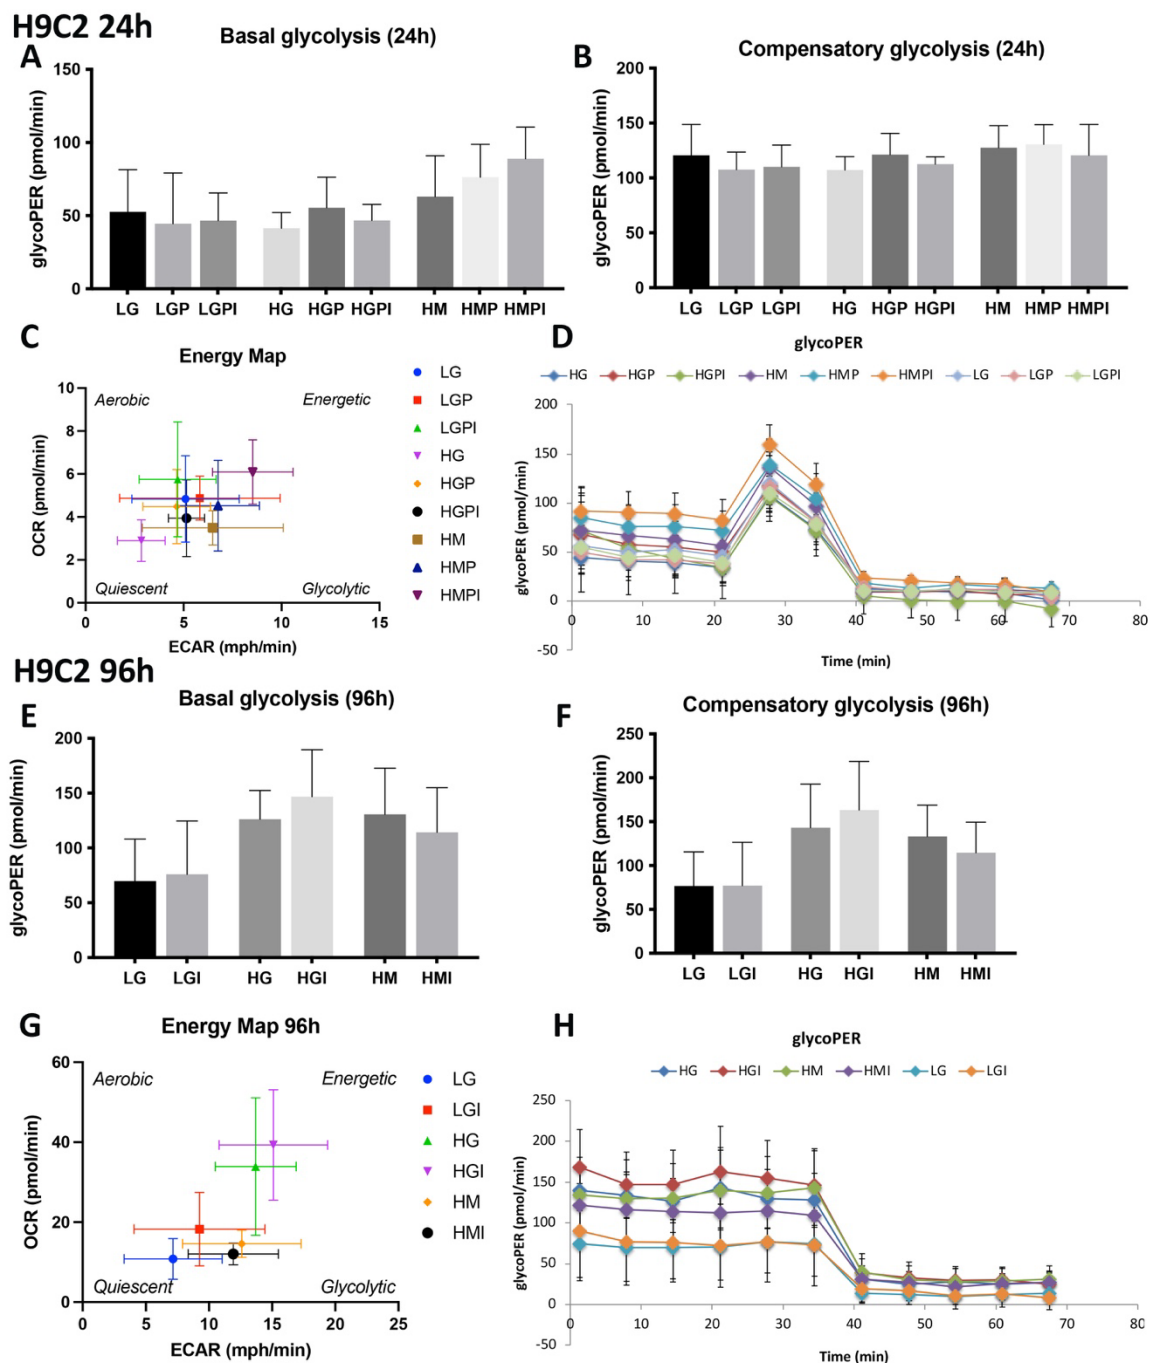 H9C2 24h
A
Basal glycolysis (24h)
glycoPER (pmol/min)
150
100
50
0
LG LGP LGPI HG HGP HGPI HM HMP HMPI
B
Compensatory glycolysis (24h)
glycoPER (pmol/min)
200
150
100
50
0
LG LGP LGPI HG HGP HGPI HM HMP HMPI
C
Energy Map
OCR (pmol/min)
10
8
6
4
2
0
Aerobic Energetic
Quiescent Glycolytic
0 5 10 15
ECAR (mph/min)
LG
LGP
LGPI
HG
HGP
HGPI
HM
HMP
HMPI
D
glycoPER
HG HGP HGPI HM HMP HMPI LG LGP LGPI
glycoPER (pmol/min)
200
150
100
50
0
-50
0 10 20 30 40 50 60 70 80
Time (min)
H9C2 96h
E
Basal glycolysis (96h)
glycoPER (pmol/min)
200
150
100
50
0
LG LGI HG HGI HM HMI
F
Compensatory glycolysis (96h)
glycoPER (pmol/min)
250
200
150
100
50
0
LG LGI HG HGI HM HMI
G
Energy Map 96h
OCR (pmol/min)
60
40
20
0
Aerobic Energetic
Quiescent Glycolytic
0 5 10 15 20 25
ECAR (mph/min)
LG
LGI
HG
HGI
HM
HMI
H
glycoPER
HG HGI HM HMI LG LGI
glycoPER (pmol/min)
250
200
150
100
50
0
-50
0 10 20 30 40 50 60 70 80
Time (min)